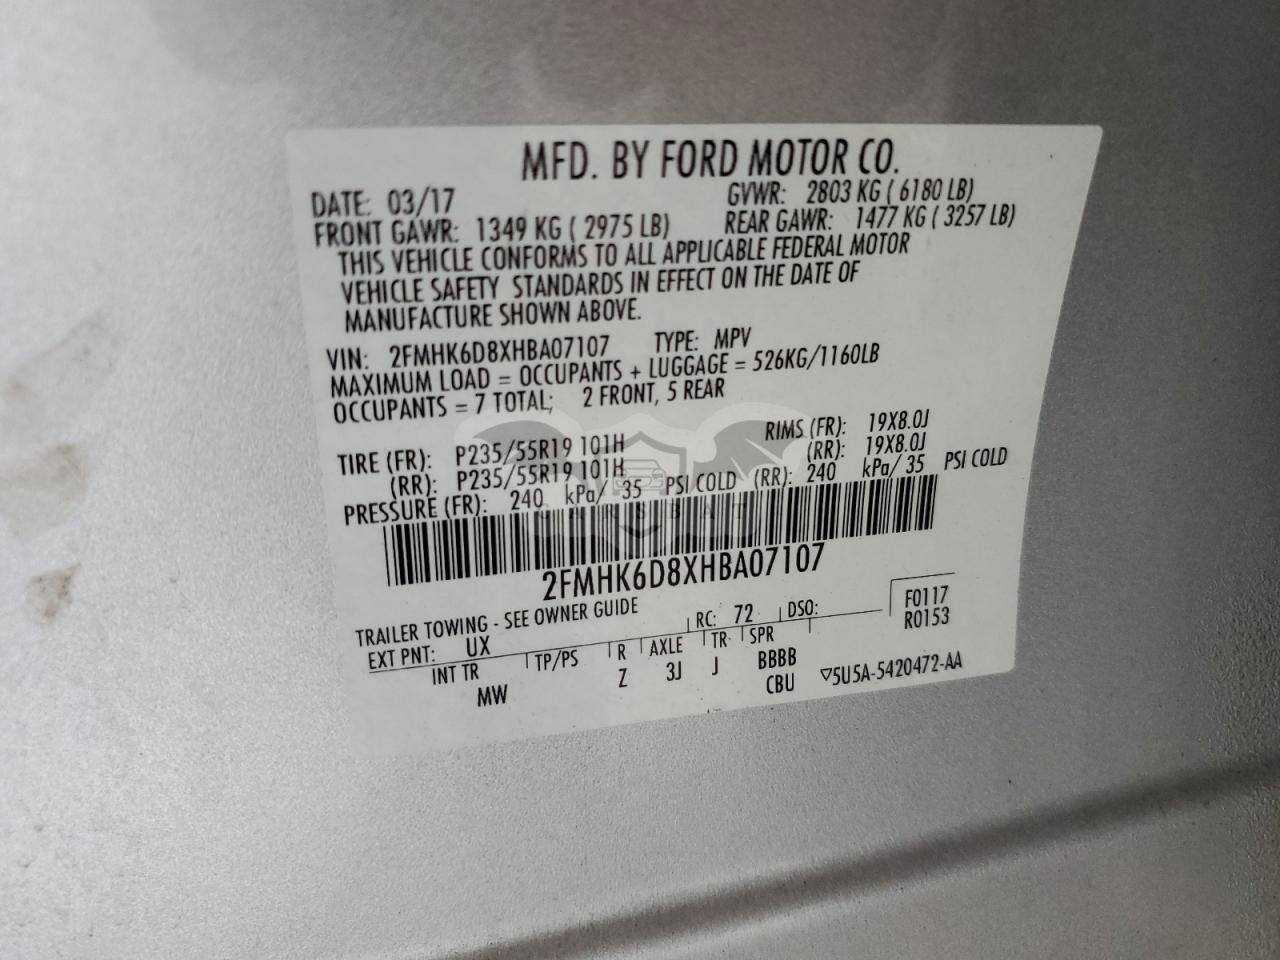 MFD. BY FORD MOTOR CO.
DATE: 03/17 GVWR: 2803 KG ( 6180 LB)
FRONT GAWR: 1349 KG ( 2975 LB) REAR GAWR: 1477 KG ( 3257 LB)
THIS VEHICLE CONFORMS TO ALL APPLICABLE FEDERAL MOTOR
VEHICLE SAFETY STANDARDS IN EFFECT ON THE DATE OF
MANUFACTURE SHOWN ABOVE.
VIN: 2FMHK6D8XHBA07107 TYPE: MPV
MAXIMUM LOAD = OCCUPANTS + LUGGAGE = 526KG/1160LB
OCCUPANTS = 7 TOTAL; 2 FRONT, 5 REAR
TIRE (FR): P235/55R19 101H RIMS (FR): 19X8.0J
(RR): P235/55R19 101H (RR): 19X8.0J
PRESSURE (FR): 240 kPa/ 35 PSI COLD (RR): 240 kPa/ 35 PSI COLD
CARSBAT
2FMHK6D8XHBA07107
TRAILER TOWING - SEE OWNER GUIDE
EXT PNT: UX RC: 72 DSO: F0117
R0153
INT TR TP/PS R AXLE TR SPR
MW Z 3J J BBBB
CBU ▽5U5A-5420472-AA